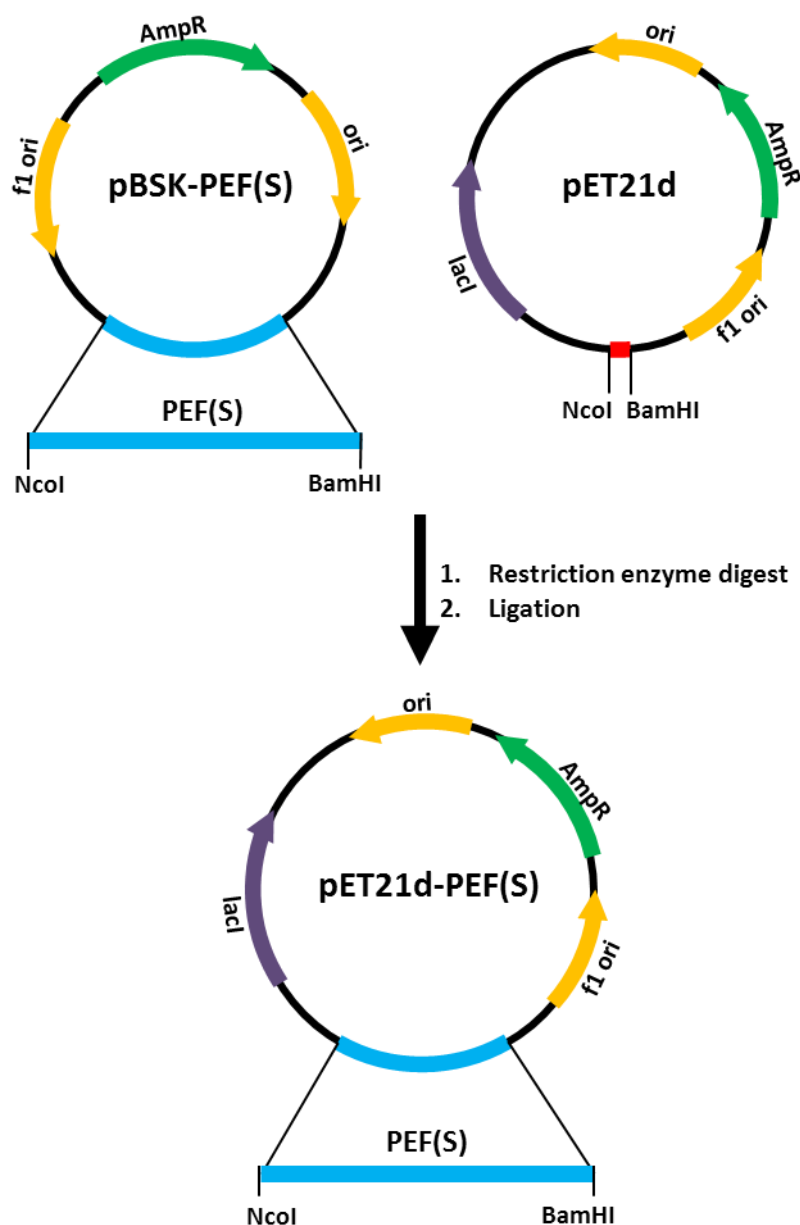 AmpR
ori
f1 ori
pBSK-PEF(S)
PEF(S)
NcoI
BamHI
ori
AmpR
pET21d
lacI
f1 ori
NcoI
BamHI
1. Restriction enzyme digest
2. Ligation
ori
AmpR
pET21d-PEF(S)
lacI
f1 ori
PEF(S)
NcoI
BamHI